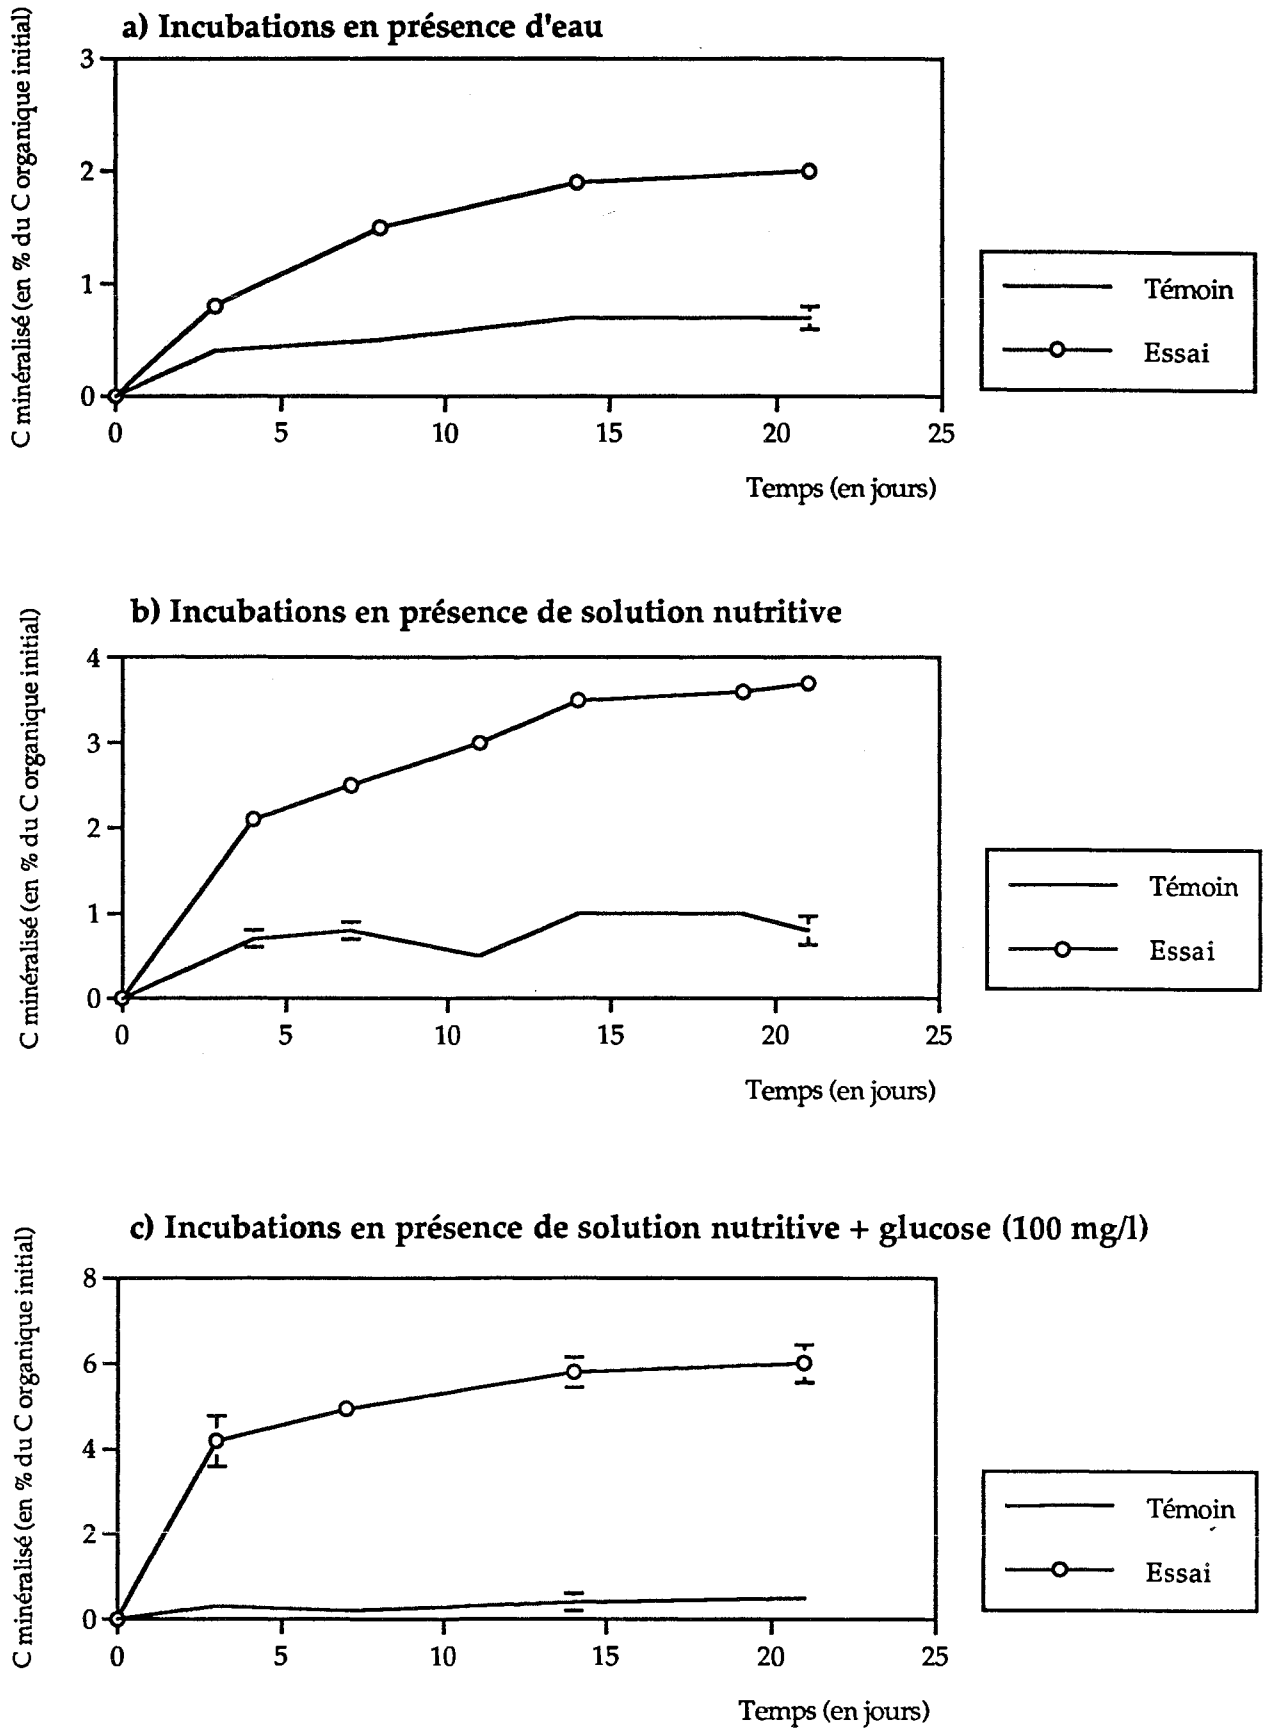 a) Incubations en présence d'eau
C minéralisé (en % du C organique initial)
3
2
1
0
0 5 10 15 20 25
Temps (en jours)
Témoin
Essai
b) Incubations en présence de solution nutritive
C minéralisé (en % du C organique initial)
4
3
2
1
0
0 5 10 15 20 25
Temps (en jours)
Témoin
Essai
c) Incubations en présence de solution nutritive + glucose (100 mg/l)
C minéralisé (en % du C organique initial)
8
6
4
2
0
0 5 10 15 20 25
Temps (en jours)
Témoin
Essai